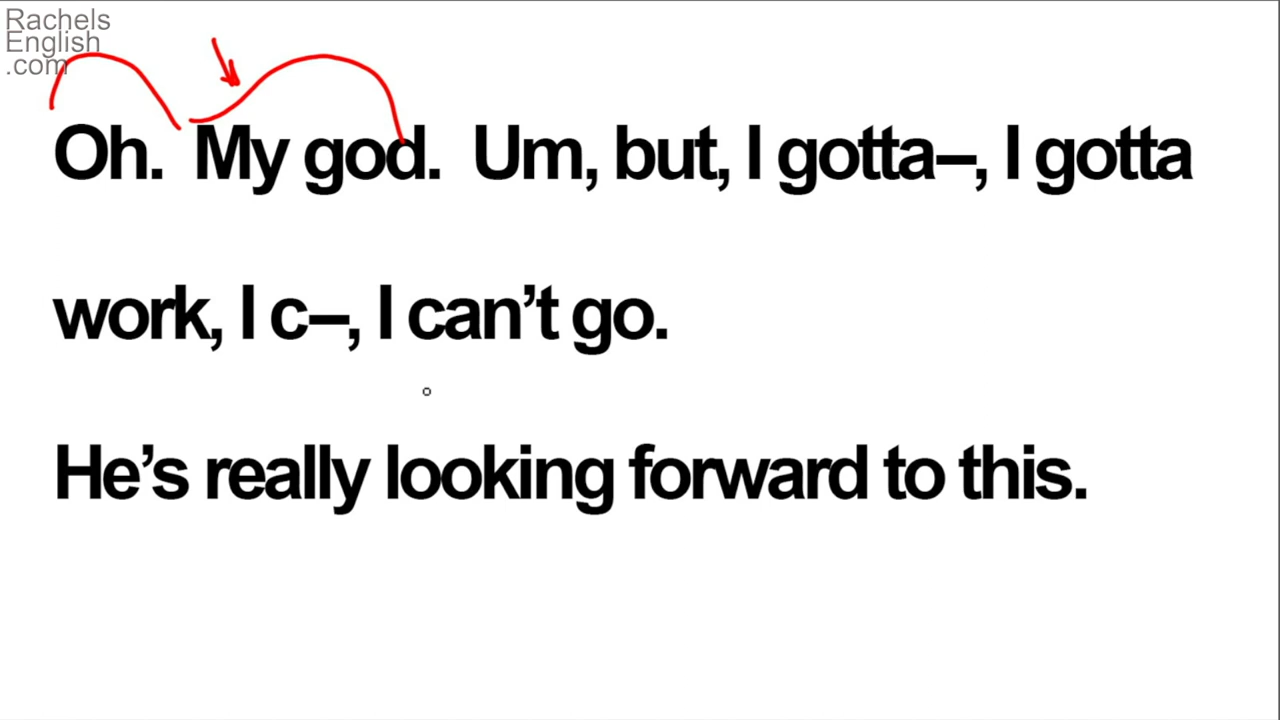 Rachels
English
.com
Oh.  My god.  Um, but, I gotta–, I gotta
work, I c–, I can’t go.
He’s really looking forward to this.